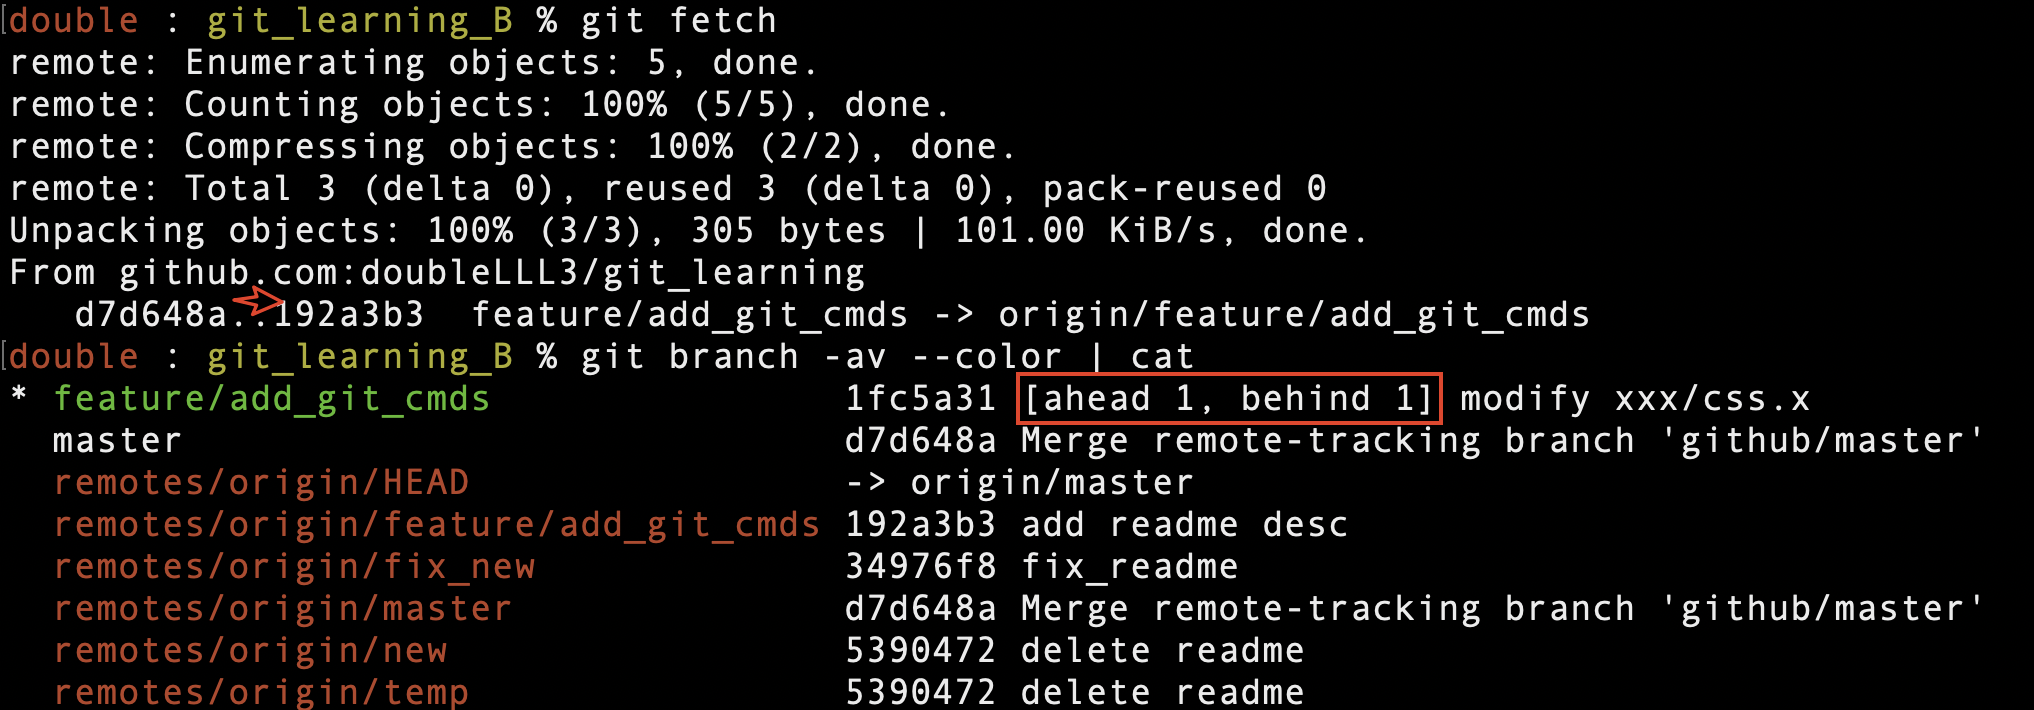 [double : git_learning_B % git fetch
remote: Enumerating objects: 5, done.
remote: Counting objects: 100% (5/5), done.
remote: Compressing objects: 100% (2/2), done.
remote: Total 3 (delta 0), reused 3 (delta 0), pack-reused 0
Unpacking objects: 100% (3/3), 305 bytes | 101.00 KiB/s, done.
From github.com:doubleLLL3/git_learning
   d7d648a..192a3b3  feature/add_git_cmds -> origin/feature/add_git_cmds
[double : git_learning_B % git branch -av --color | cat
* feature/add_git_cmds                1fc5a31 [ahead 1, behind 1] modify xxx/css.x
  master                              d7d648a Merge remote-tracking branch 'github/master'
  remotes/origin/HEAD                 -> origin/master
  remotes/origin/feature/add_git_cmds 192a3b3 add readme desc
  remotes/origin/fix_new              34976f8 fix_readme
  remotes/origin/master               d7d648a Merge remote-tracking branch 'github/master'
  remotes/origin/new                  5390472 delete readme
  remotes/origin/temp                 5390472 delete readme